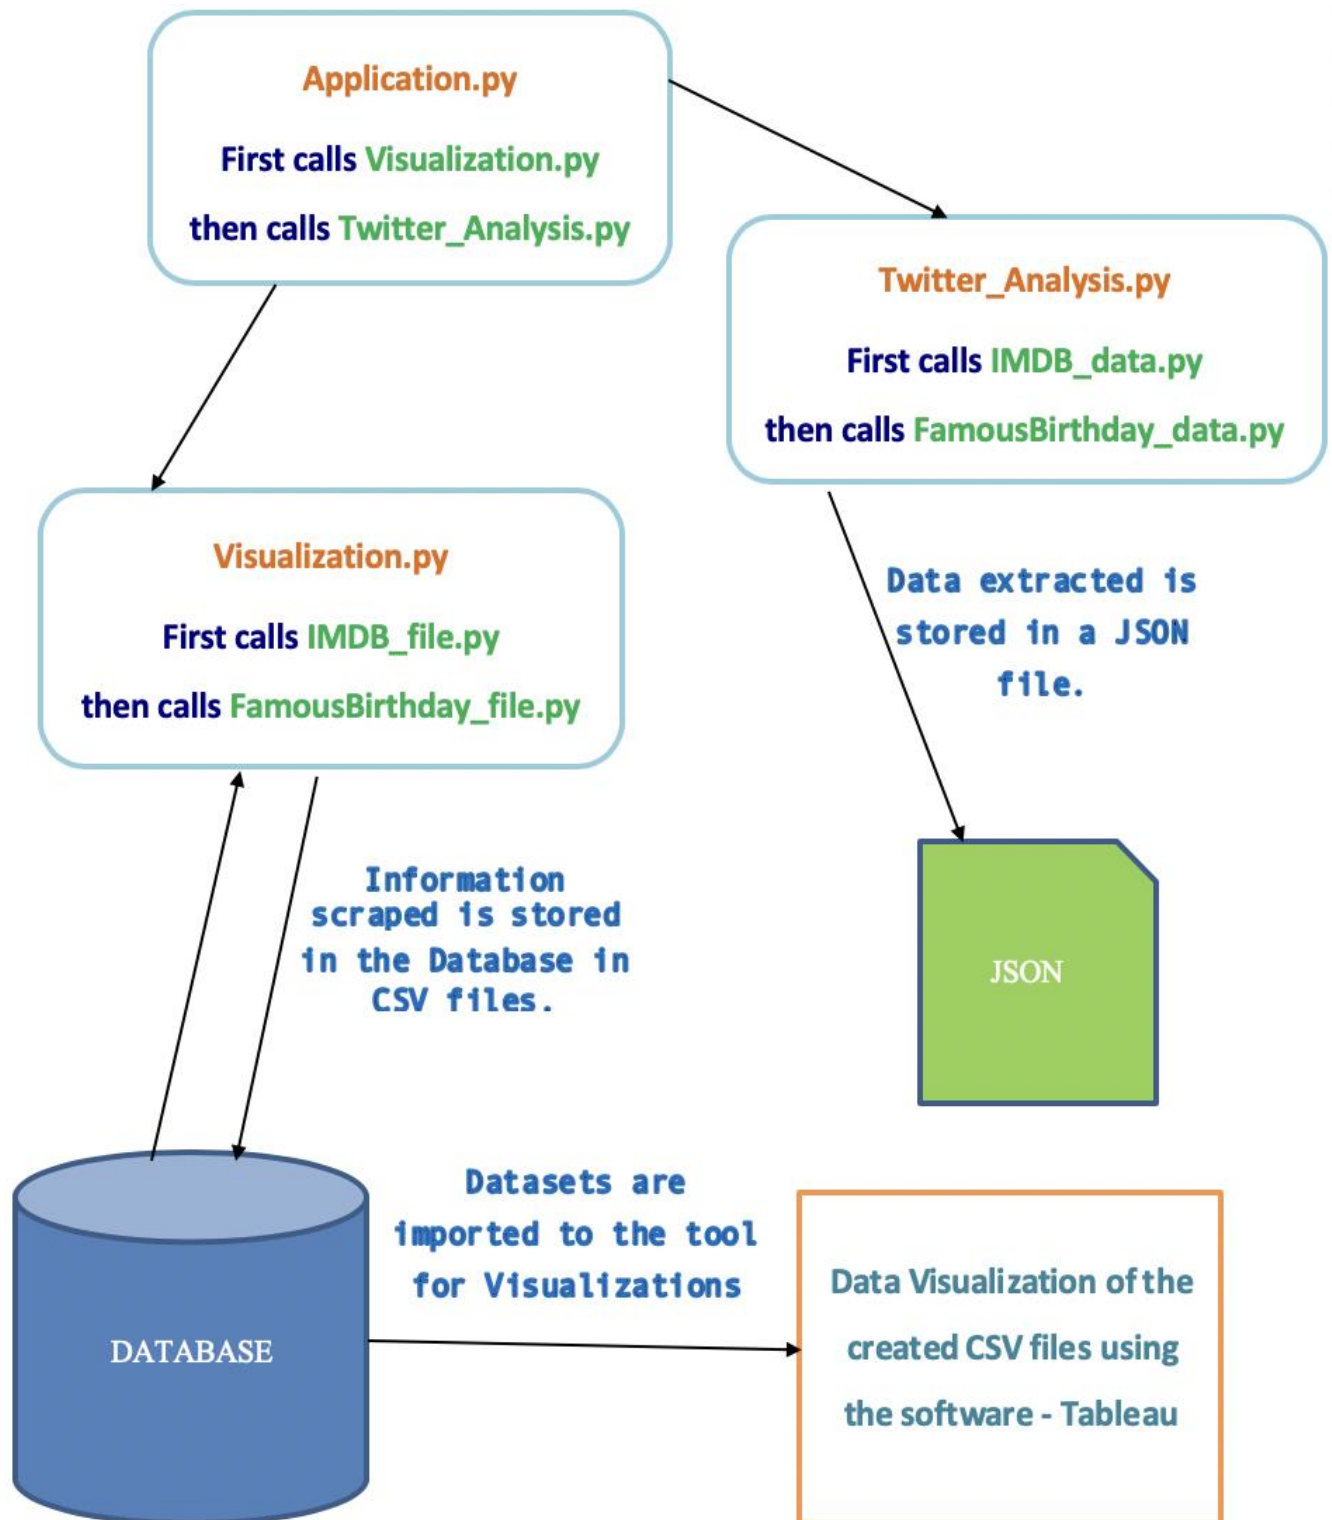 Application.py
First calls Visualization.py
then calls Twitter_Analysis.py
Twitter_Analysis.py
First calls IMDB_data.py
then calls FamousBirthday_data.py
Visualization.py
First calls IMDB_file.py
then calls FamousBirthday_file.py
Data extracted is
stored in a JSON
file.
Information
scraped is stored
in the Database in
CSV files.
JSON
Datasets are
imported to the tool
for Visualizations
DATABASE
Data Visualization of the
created CSV files using
the software - Tableau